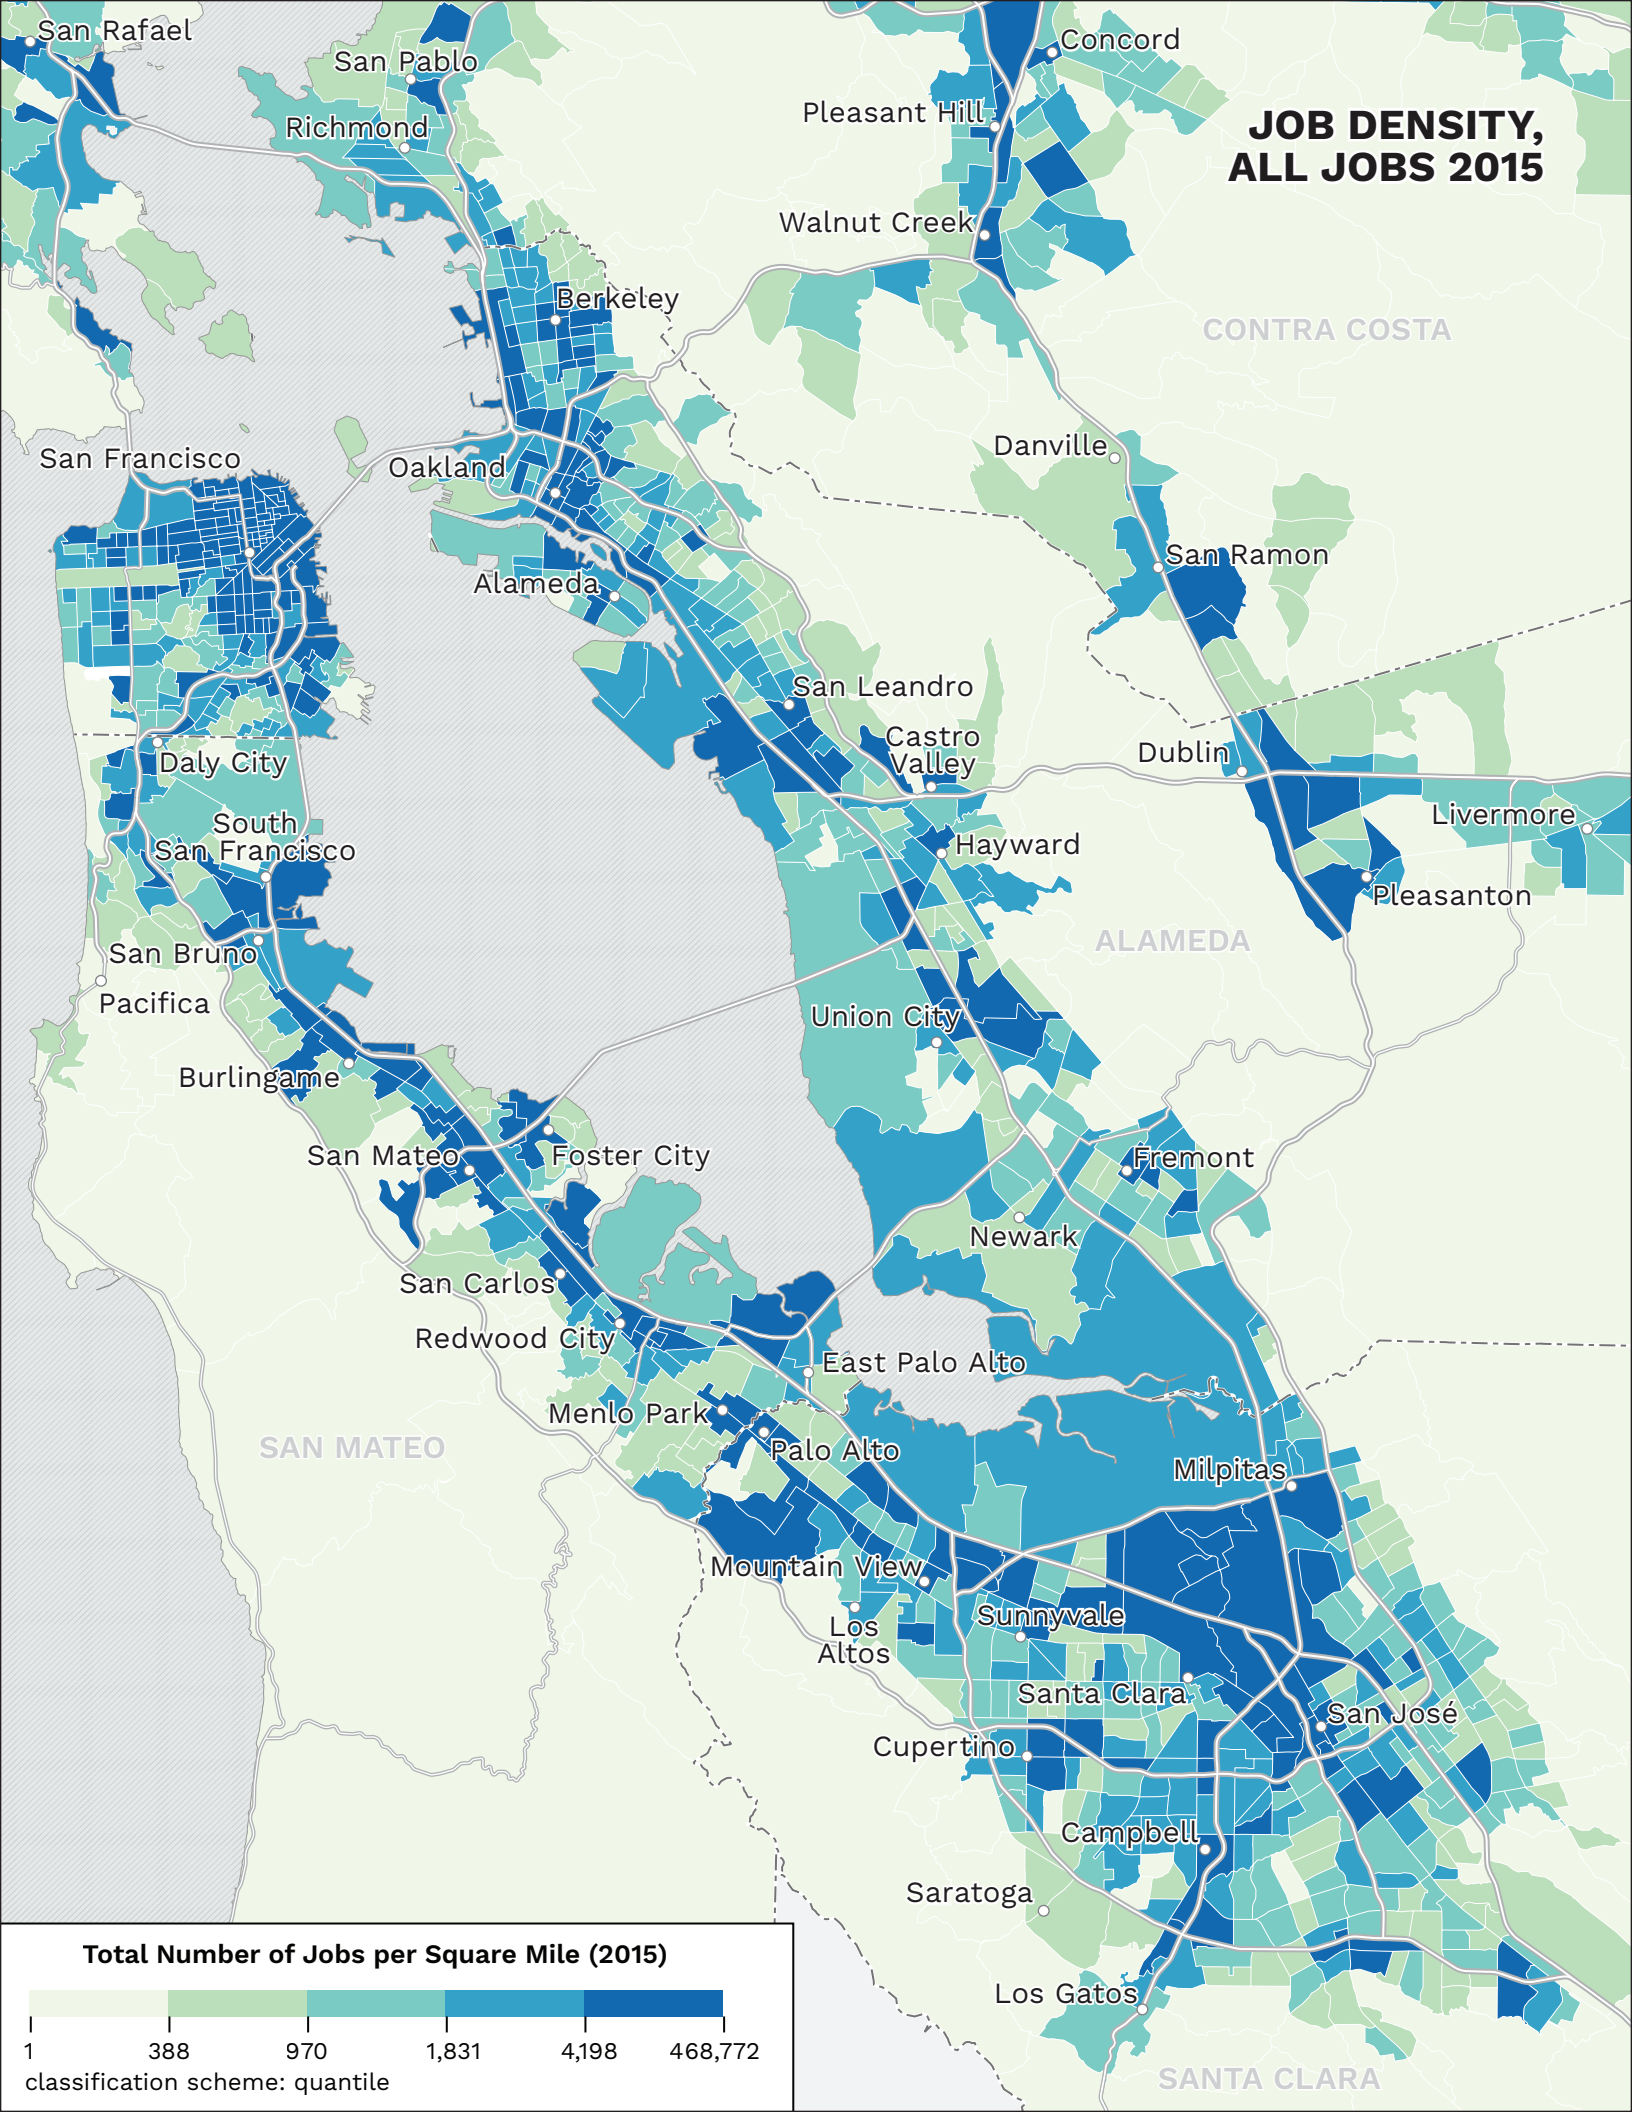 San Rafael
San Pablo
Concord
Richmond
Pleasant Hill
JOB DENSITY,
ALL JOBS 2015
Walnut Creek
Berkeley
CONTRA COSTA
Danville
San Francisco
Oakland
San Ramon
Alameda
San Leandro
Castro
Valley
Dublin
Daly City
Livermore
South
San Francisco
Hayward
Pleasanton
ALAMEDA
San Bruno
Pacifica
Union City
Burlingame
San Mateo
Foster City
Fremont
Newark
San Carlos
Redwood City
East Palo Alto
Menlo Park
SAN MATEO
Palo Alto
Milpitas
Mountain View
Sunnyvale
Los
Altos
Santa Clara
San José
Cupertino
Campbell
Saratoga
Los Gatos
SANTA CLARA
Total Number of Jobs per Square Mile (2015)
1 388 970 1,831 4,198 468,772
classification scheme: quantile